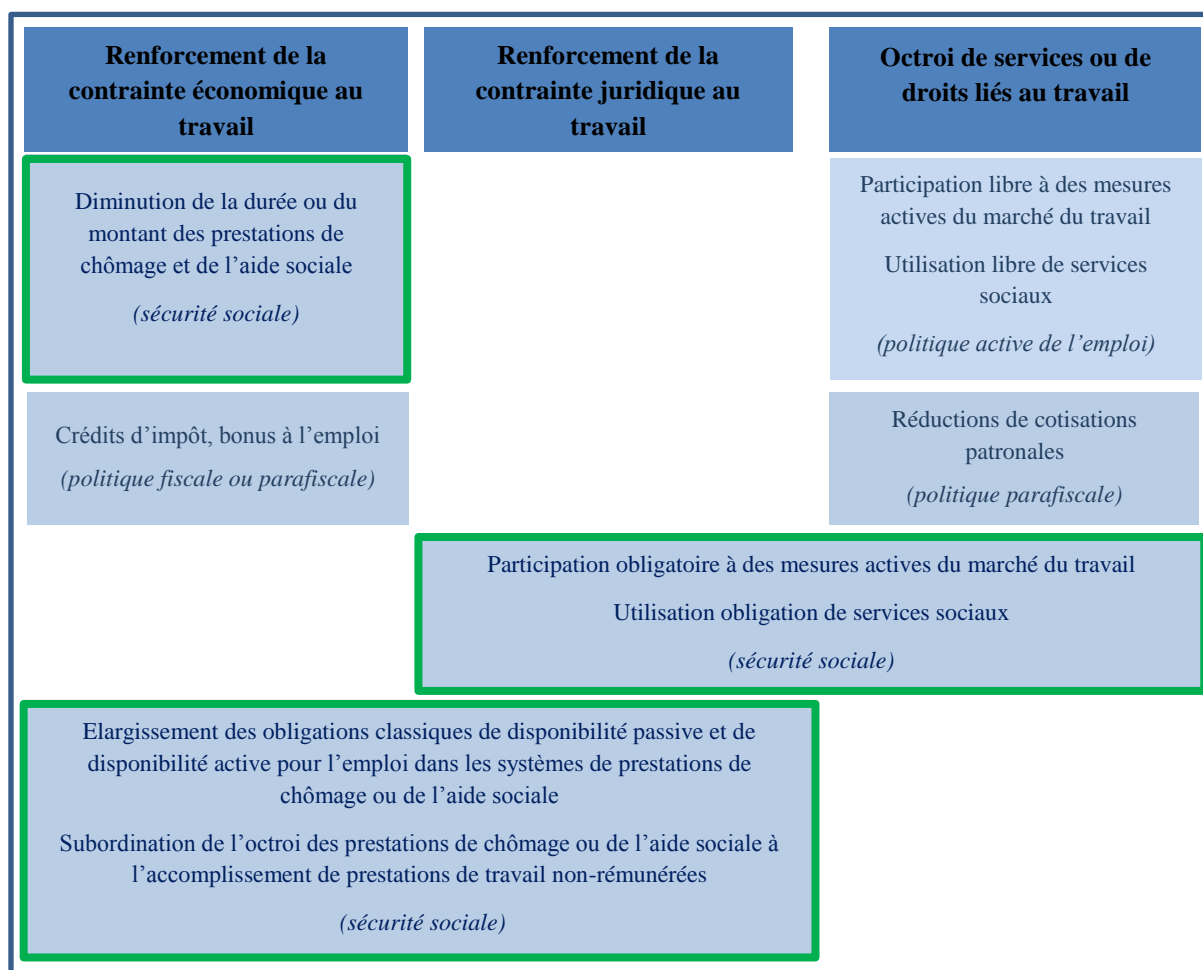 Renforcement de la
contrainte économique au
travail
Renforcement de la
contrainte juridique au
travail
Octroi de services ou de
droits liés au travail
Diminution de la durée ou du
montant des prestations de
chômage et de l’aide sociale
(sécurité sociale)
Participation libre à des mesures
actives du marché du travail
Utilisation libre de services
sociaux
(politique active de l’emploi)
Crédits d’impôt, bonus à l’emploi
(politique fiscale ou parafiscale)
Réductions de cotisations
patronales
(politique parafiscale)
Participation obligatoire à des mesures actives du marché du travail
Utilisation obligation de services sociaux
(sécurité sociale)
Elargissement des obligations classiques de disponibilité passive et de
disponibilité active pour l’emploi dans les systèmes de prestations de
chômage ou de l’aide sociale
Subordination de l’octroi des prestations de chômage ou de l’aide sociale à
l’accomplissement de prestations de travail non-rémunérées
(sécurité sociale)